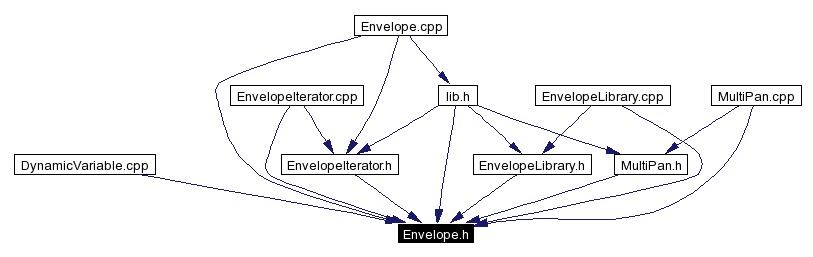 Envelope.cpp
EnvelopeIterator.cpp
lib.h
EnvelopeLibrary.cpp
MultiPan.cpp
DynamicVariable.cpp
EnvelopeIterator.h
EnvelopeLibrary.h
MultiPan.h
Envelope.h